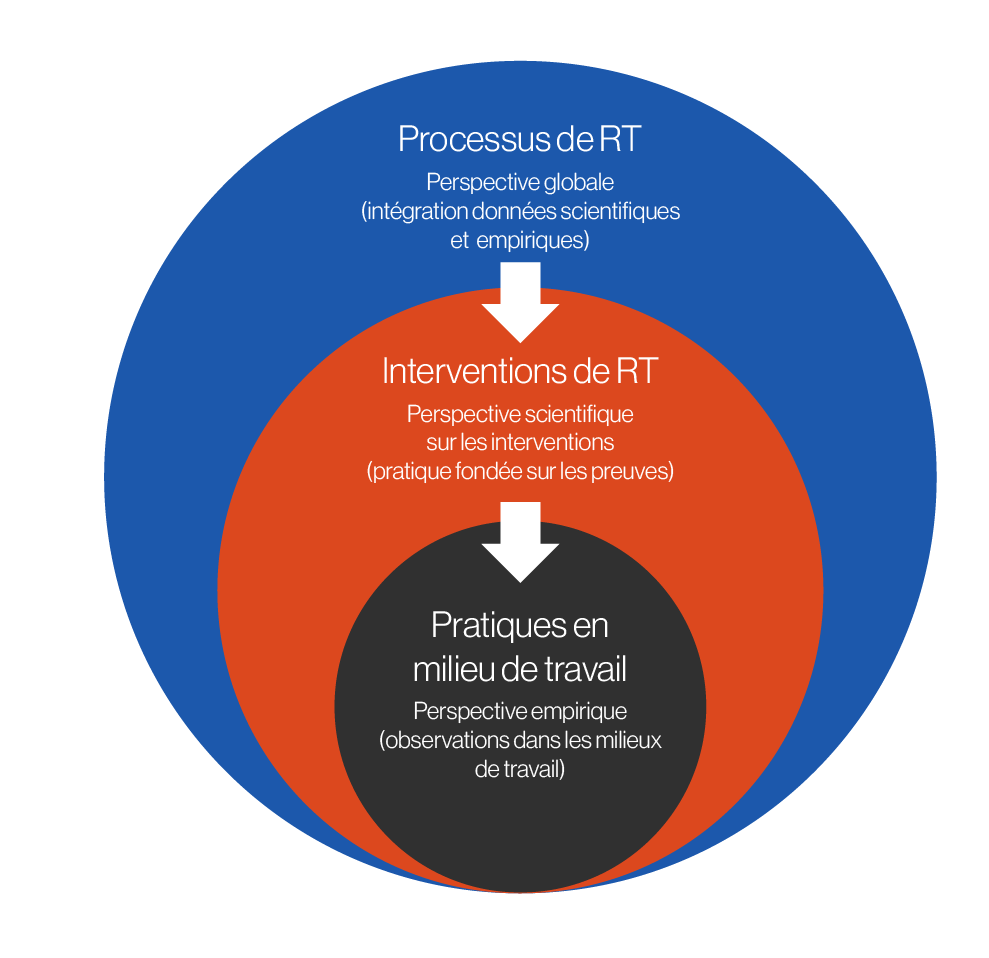 Processus de RT
Perspective globale
(intégration données scientifiques
et empiriques)
Interventions de RT
Perspective scientifique
sur les interventions
(pratique fondée sur les preuves)
Pratiques en
milieu de travail
Perspective empirique
(observations dans les milieux
de travail)